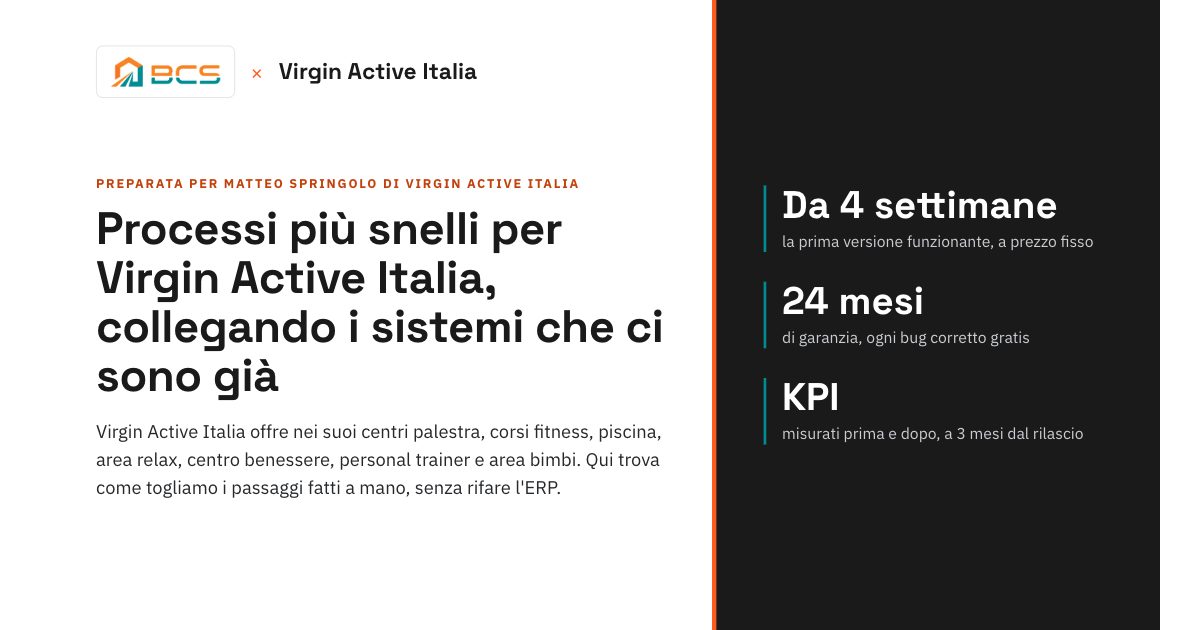 BCS × Virgin Active Italia
PREPARATA PER MATTEO SPRINGOLO DI VIRGIN ACTIVE ITALIA
Processi più snelli per
Virgin Active Italia,
collegando i sistemi che ci
sono già
Virgin Active Italia offre nei suoi centri palestra, corsi fitness, piscina,
area relax, centro benessere, personal trainer e area bimbi. Qui trova
come togliamo i passaggi fatti a mano, senza rifare l'ERP.
Da 4 settimane
la prima versione funzionante, a prezzo fisso
24 mesi
di garanzia, ogni bug corretto gratis
KPI
misurati prima e dopo, a 3 mesi dal rilascio